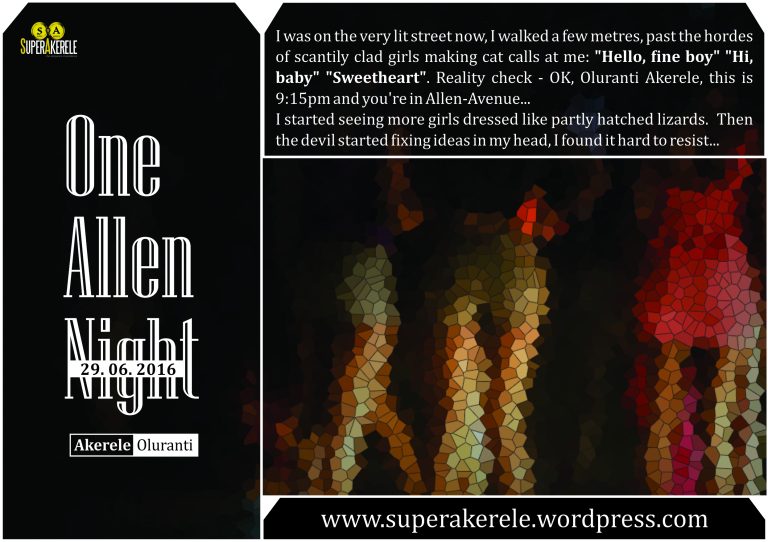 S A
SUPERAKERELE
One
Allen
Night
29. 06. 2016
Akerele Oluranti
I was on the very lit street now, I walked a few metres, past the hordes
of scantily clad girls making cat calls at me: "Hello, fine boy" "Hi,
baby" "Sweetheart". Reality check - OK, Oluranti Akerele, this is
9:15pm and you're in Allen-Avenue...
I started seeing more girls dressed like partly hatched lizards. Then
the devil started fixing ideas in my head, I found it hard to resist...
www.superakerele.wordpress.com